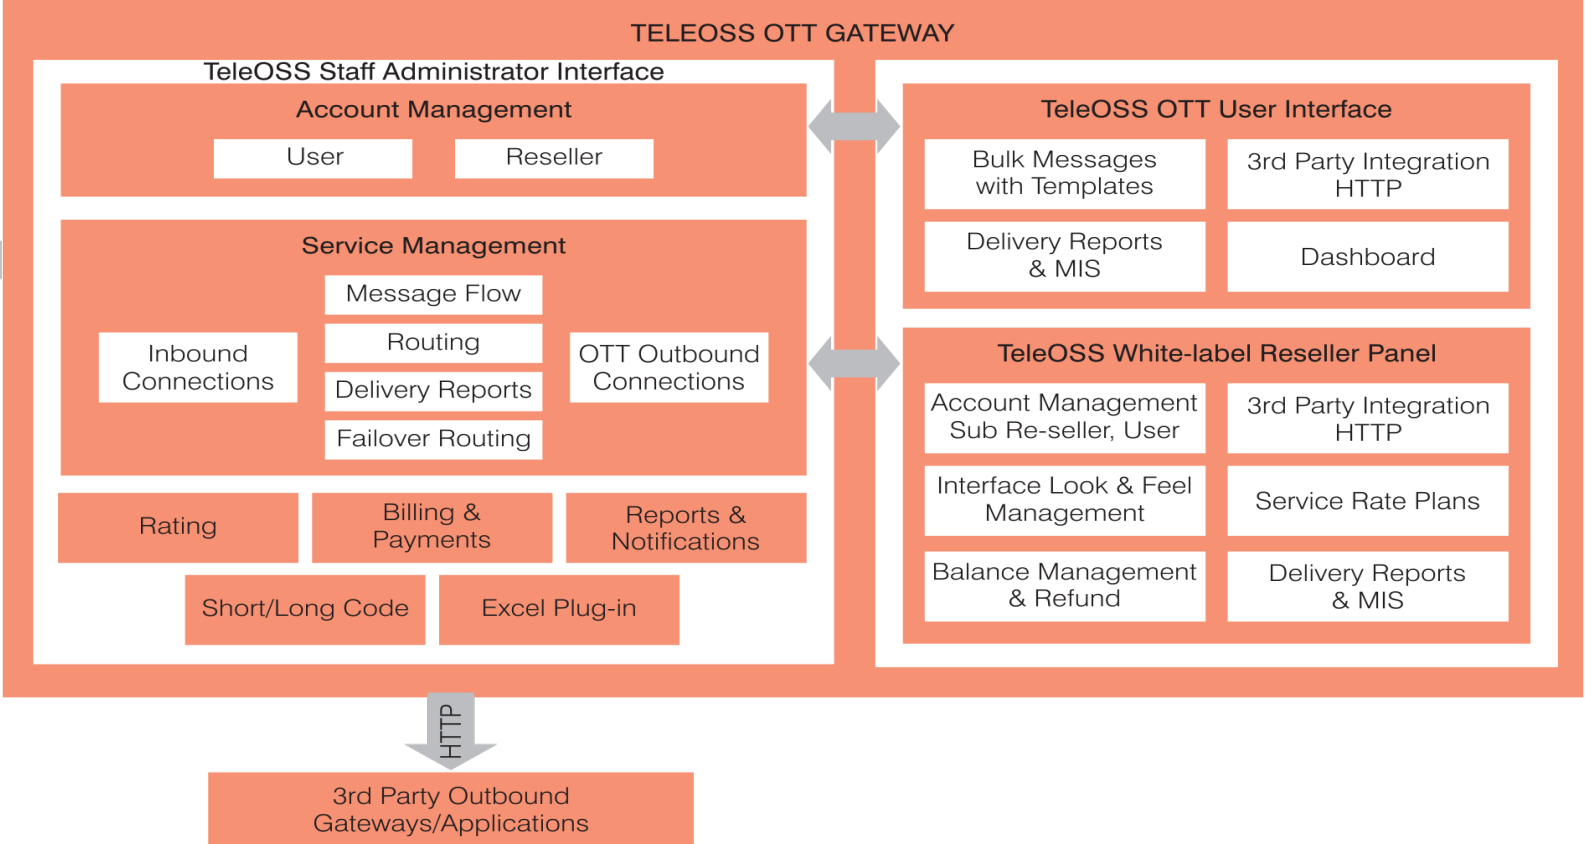 TELEOSS OTT GATEWAY
TeleOSS Staff Administrator Interface
Account Management
User
Reseller
Service Management
Message Flow
Routing
Delivery Reports
Failover Routing
Inbound
Connections
OTT Outbound
Connections
Rating
Billing &
Payments
Reports &
Notifications
Short/Long Code
Excel Plug-in
TeleOSS OTT User Interface
Bulk Messages
with Templates
3rd Party Integration
HTTP
Delivery Reports
& MIS
Dashboard
TeleOSS White-label Reseller Panel
Account Management
Sub Re-seller, User
3rd Party Integration
HTTP
Interface Look & Feel
Management
Service Rate Plans
Balance Management
& Refund
Delivery Reports
& MIS
HTTP
3rd Party Outbound
Gateways/Applications